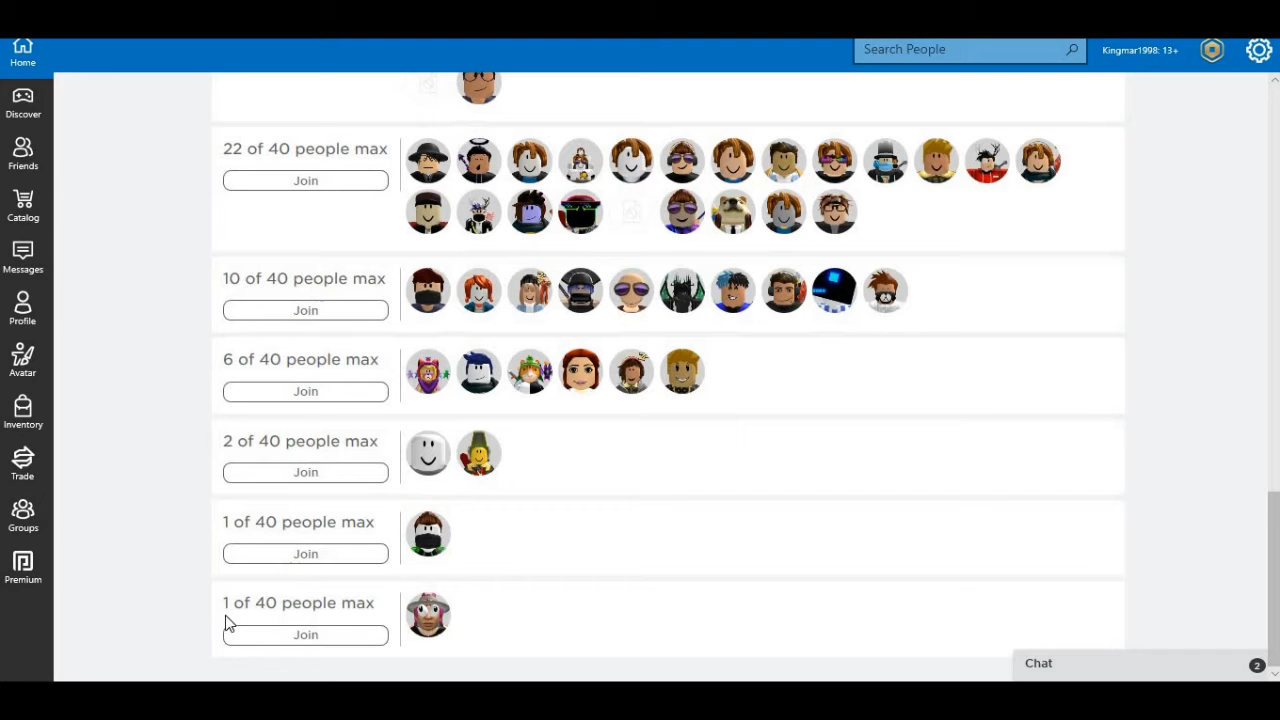 Home
Search People
Kingmar1998: 13+
Discover
Friends
Catalog
Messages
Profile
Avatar
Inventory
Trade
Groups
Premium
22 of 40 people max
Join
10 of 40 people max
Join
6 of 40 people max
Join
2 of 40 people max
Join
1 of 40 people max
Join
1 of 40 people max
Join
Chat
2